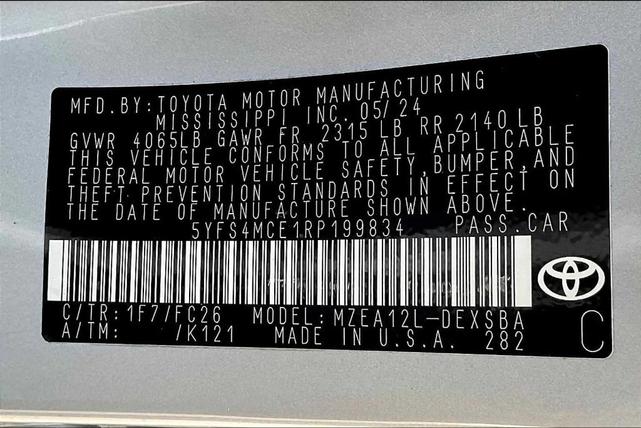 MFD.BY:TOYOTA MOTOR MANUFACTURING
MISSISSIPPI INC. 05/24
GVWR 4065LB GAWR FR 2315 LB RR 2140 LB
THIS VEHICLE CONFORMS TO ALL APPLICABLE
FEDERAL MOTOR VEHICLE SAFETY,BUMPER,AND
THEFT PREVENTION STANDARDS IN EFFECT ON
THE DATE OF MANUFACTURE SHOWN ABOVE.
5YFS4MCE1RP199834 PASS.CAR
C/TR:1F7/FC26 MODEL:MZEA12L-DEXSBA
A/TM: /K121 MADE IN U.S.A. 282
C